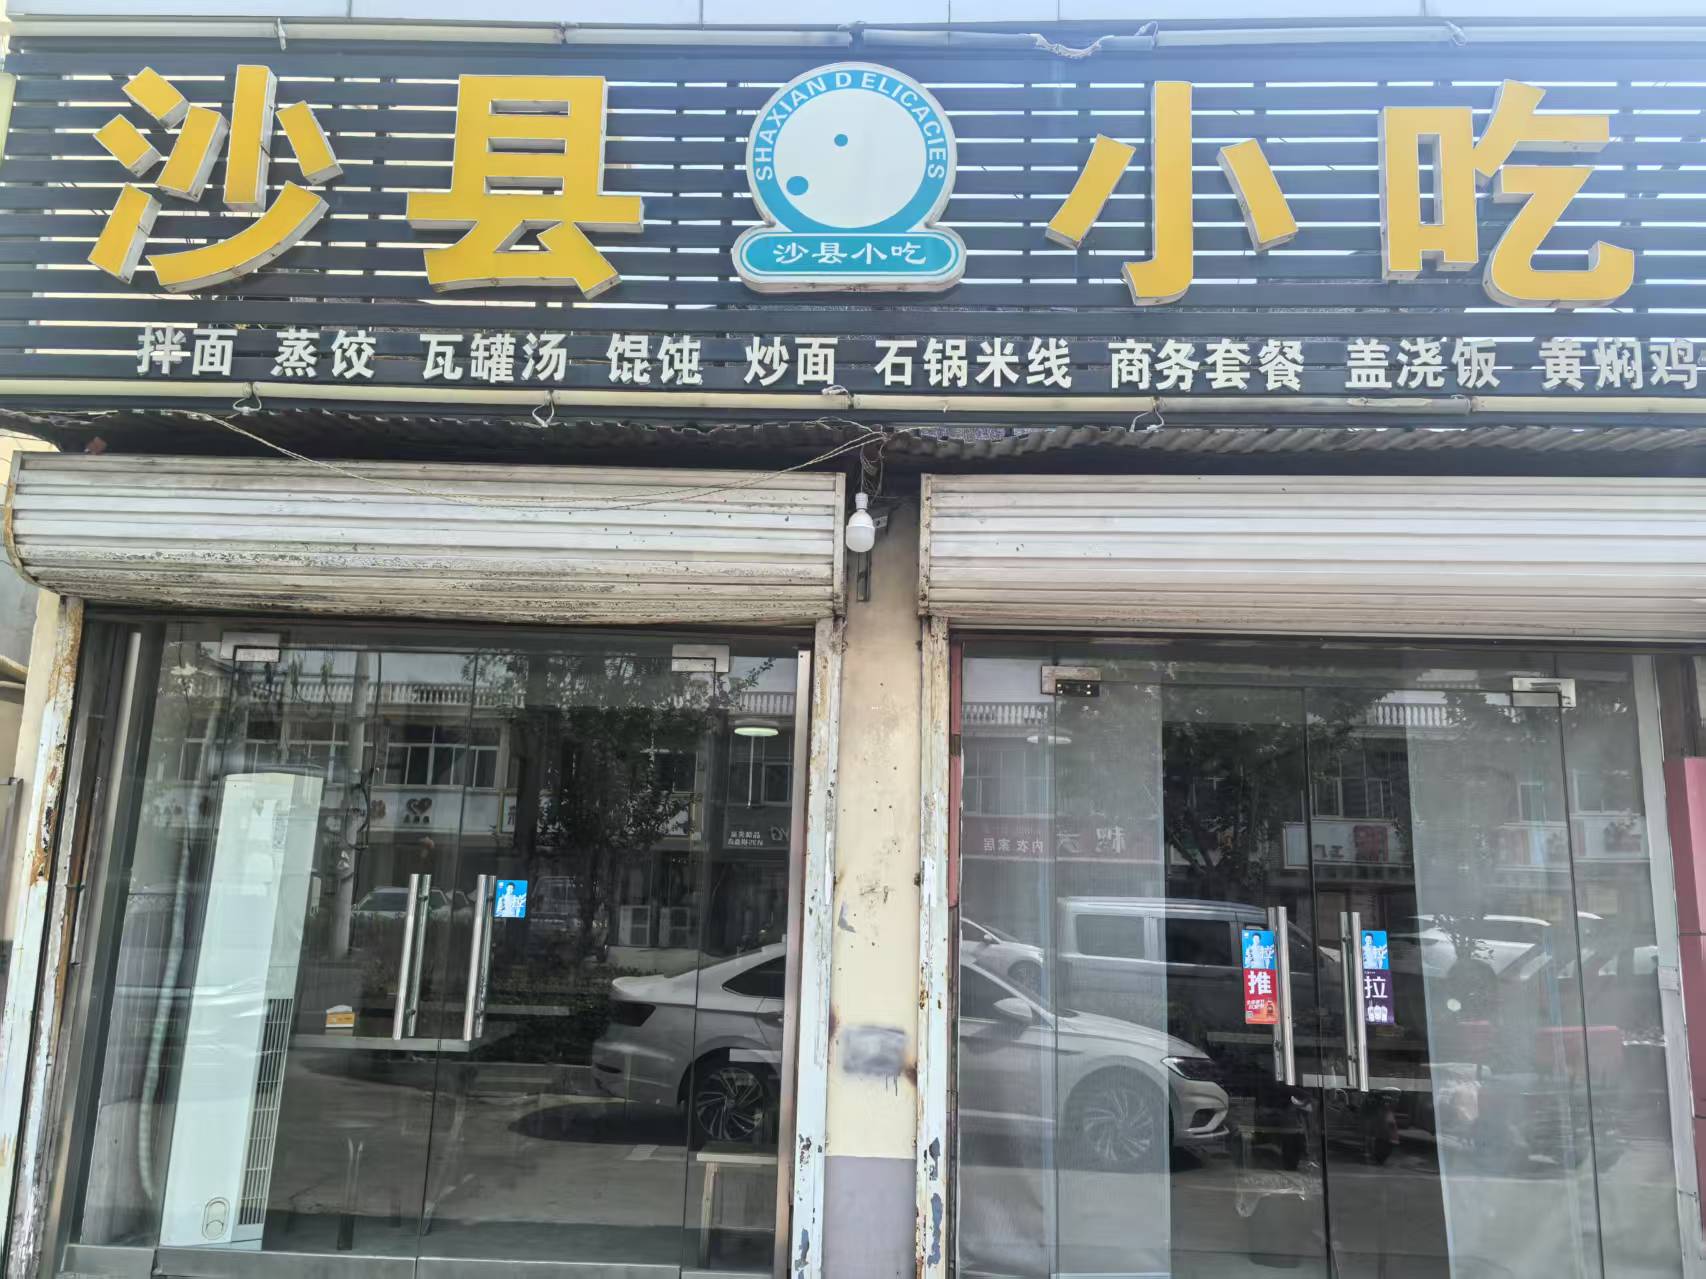 沙县小吃
SHAXIAN DELICACIES
沙县小吃
拌面 蒸饺 瓦罐汤 馄饨 炒面 石锅米线 商务套餐 盖浇饭 黄焖鸡
推
拉